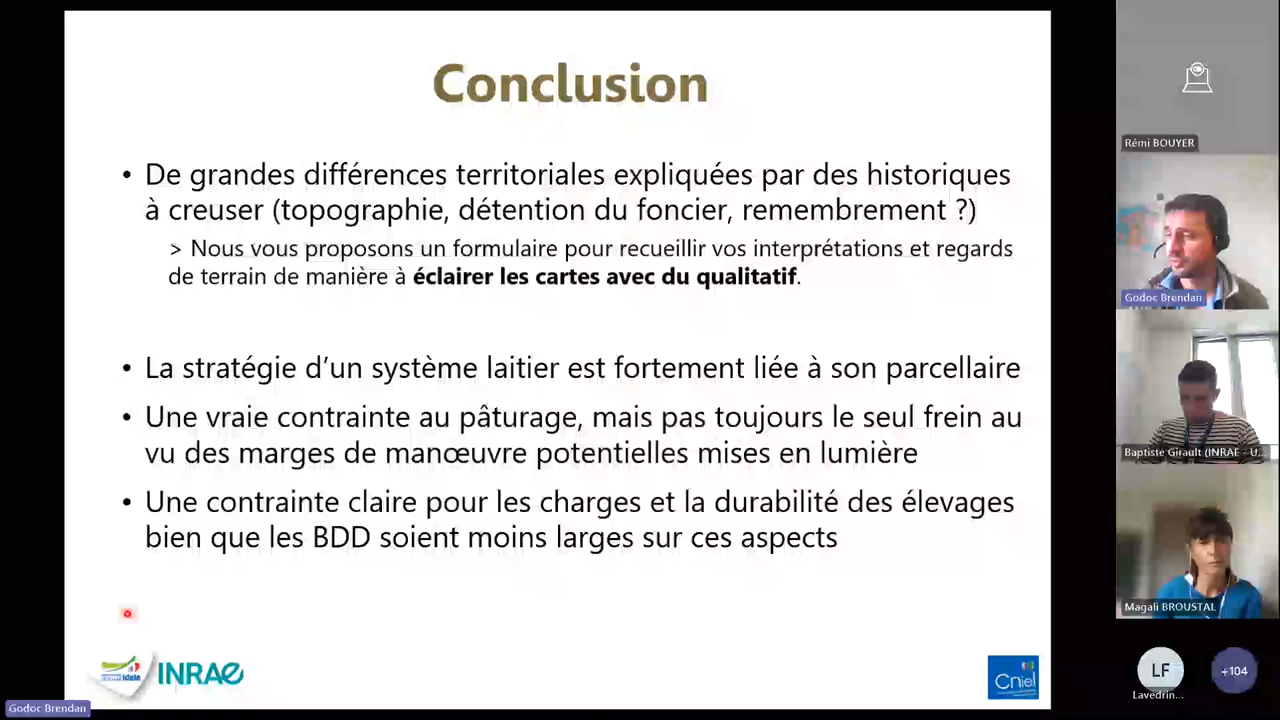 Conclusion
• De grandes différences territoriales expliquées par des historiques
à creuser (topographie, détention du foncier, remembrement ?)
> Nous vous proposons un formulaire pour recueillir vos interprétations et regards
de terrain de manière à éclairer les cartes avec du qualitatif.
• La stratégie d’un système laitier est fortement liée à son parcellaire
• Une vraie contrainte au pâturage, mais pas toujours le seul frein au
vu des marges de manœuvre potentielles mises en lumière
• Une contrainte claire pour les charges et la durabilité des élevages
bien que les BDD soient moins larges sur ces aspects
idele
INRAE
Cniel
Godoc Brendan
Rémi BOUYER
Godoc Brendan
Baptiste Girault (INRAE - U...
Magali BROUSTAL
LF
Lavedrin...
+104